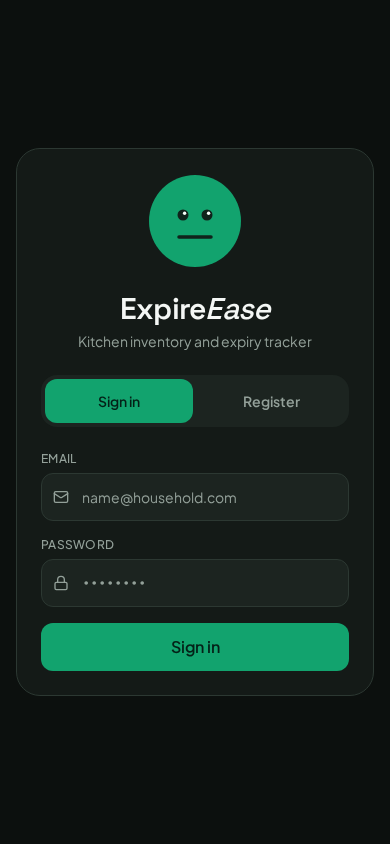 ExpireEase
Kitchen inventory and expiry tracker
Sign in
Register
EMAIL
name@household.com
PASSWORD
••••••••
Sign in